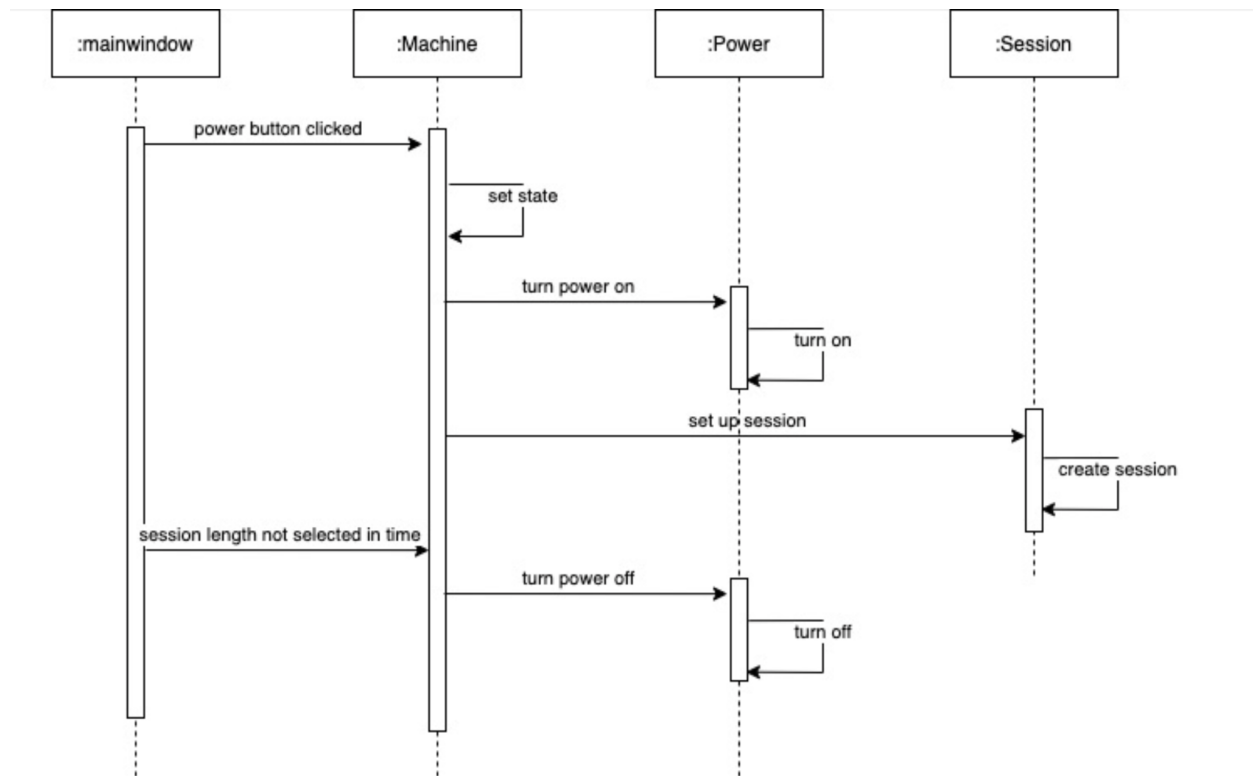 :mainwindow
:Machine
:Power
:Session
power button clicked
set state
turn power on
turn on
set up session
create session
session length not selected in time
turn power off
turn off